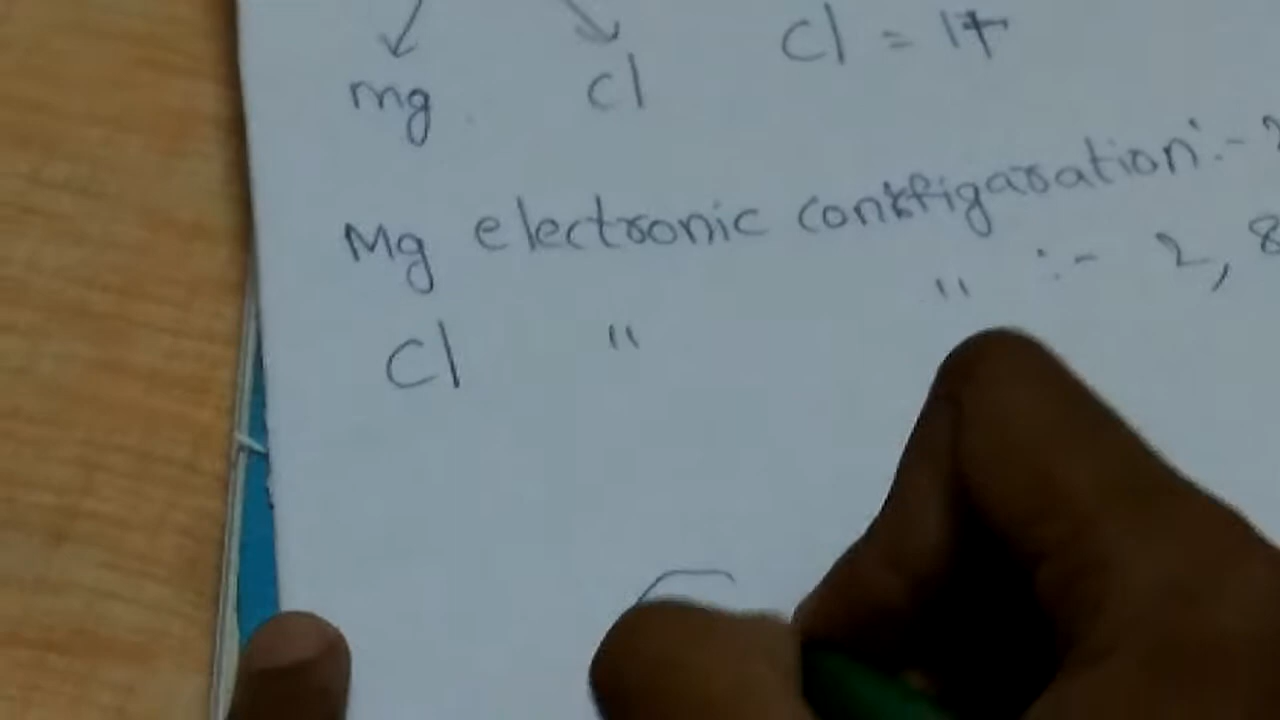 Cl = 17
mg Cl
Mg electronic configaration :-
Cl " " :- 2, 8